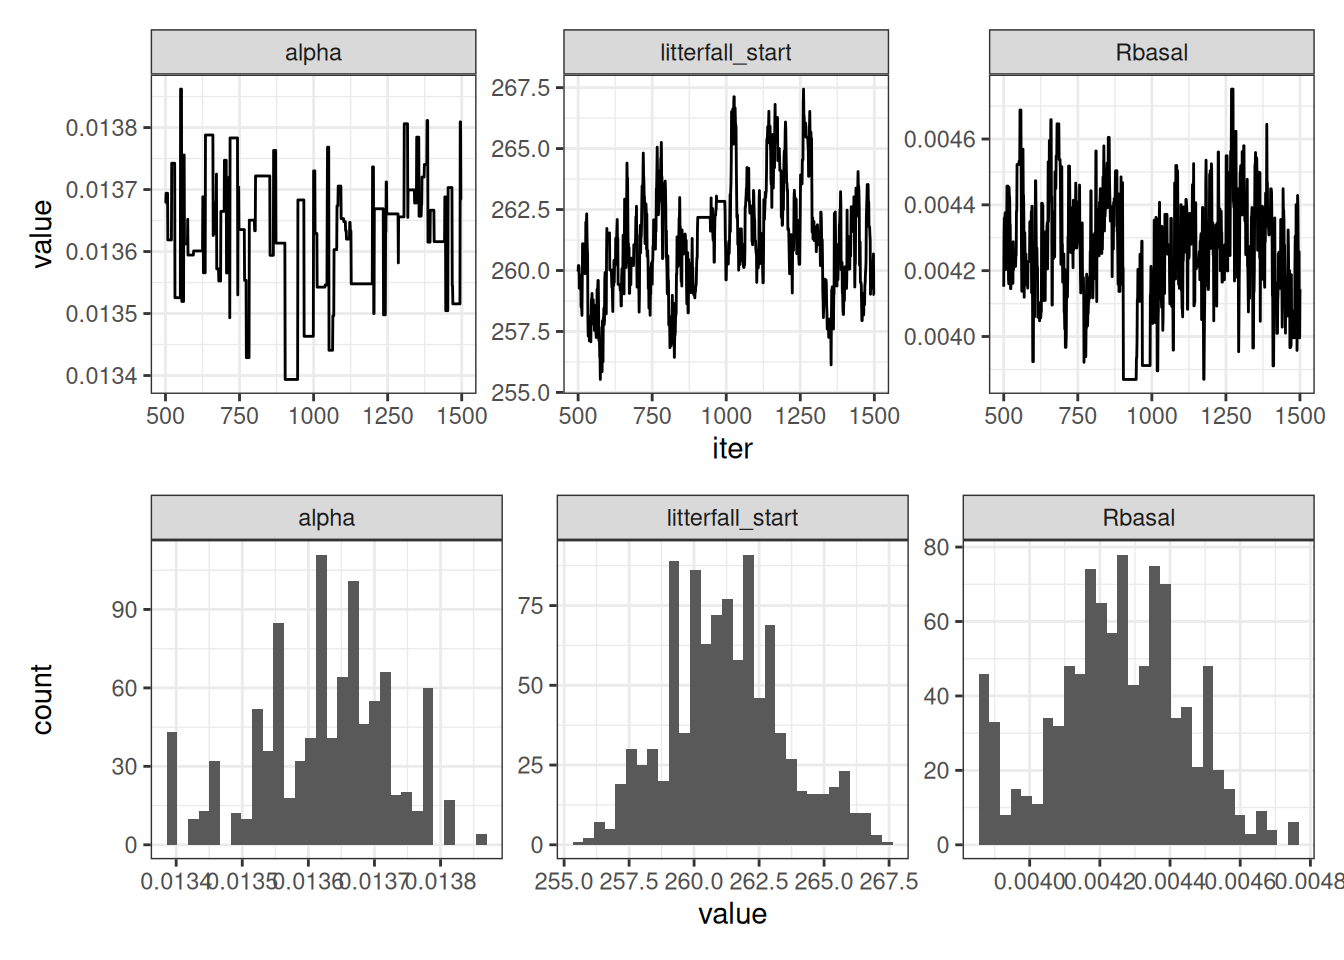 alpha litterfall_start Rbasal
value
0.0138 0.0137 0.0136 0.0135 0.0134
267.5 265.0 262.5 260.0 257.5 255.0
0.0046 0.0044 0.0042 0.0040
500 750 1000 1250 1500 500 750 1000 1250 1500 500 750 1000 1250 1500
iter
alpha litterfall_start Rbasal
count
90 60 30 0
75 50 25 0
80 60 40 20 0
0.0134 0.0135 0.0136 0.0137 0.0138 255.0 257.5 260.0 262.5 265.0 267.5 0.0040 0.0042 0.0044 0.0046 0.0048
value